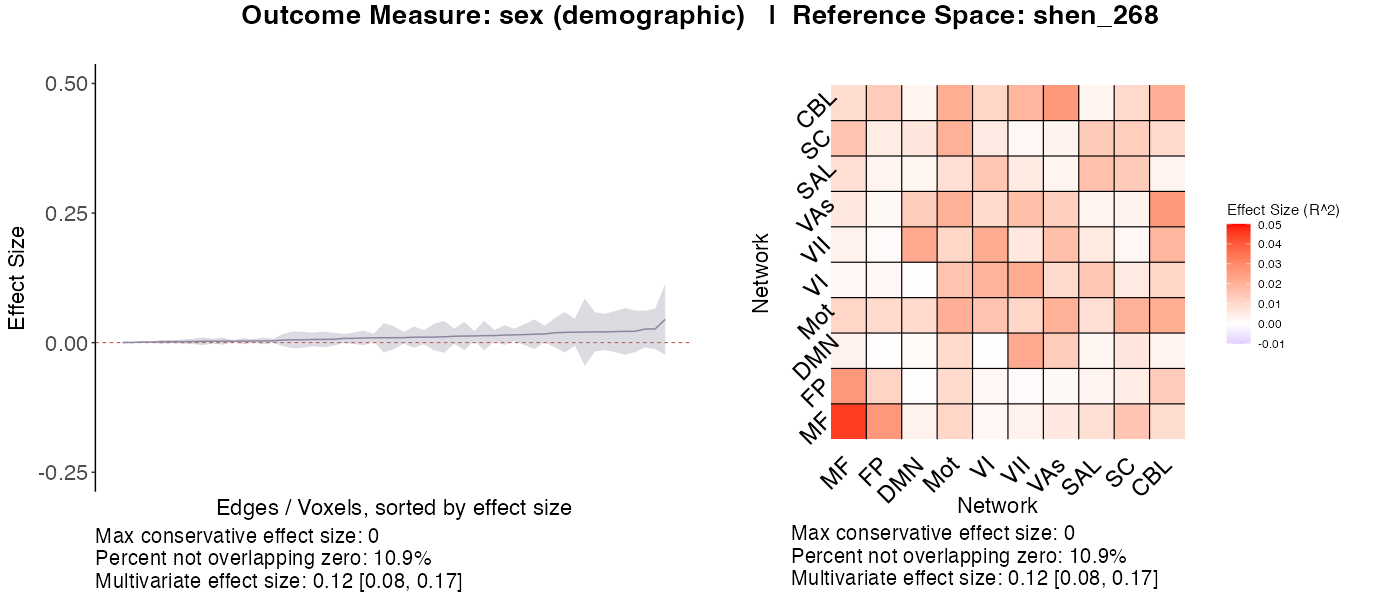 Outcome Measure: sex (demographic) | Reference Space: shen_268
0.50
0.25
0.00
-0.25
Effect Size
Edges / Voxels, sorted by effect size
Max conservative effect size: 0
Percent not overlapping zero: 10.9%
Multivariate effect size: 0.12 [0.08, 0.17]
Network
CBL
SC
SAL
VAs
VII
VI
Mot
DMN
FP
MF
MF FP DMN Mot VI VII VAs SAL SC CBL
Network
Max conservative effect size: 0
Percent not overlapping zero: 10.9%
Multivariate effect size: 0.12 [0.08, 0.17]
Effect Size (R^2)
0.05
0.04
0.03
0.02
0.01
0.00
-0.01